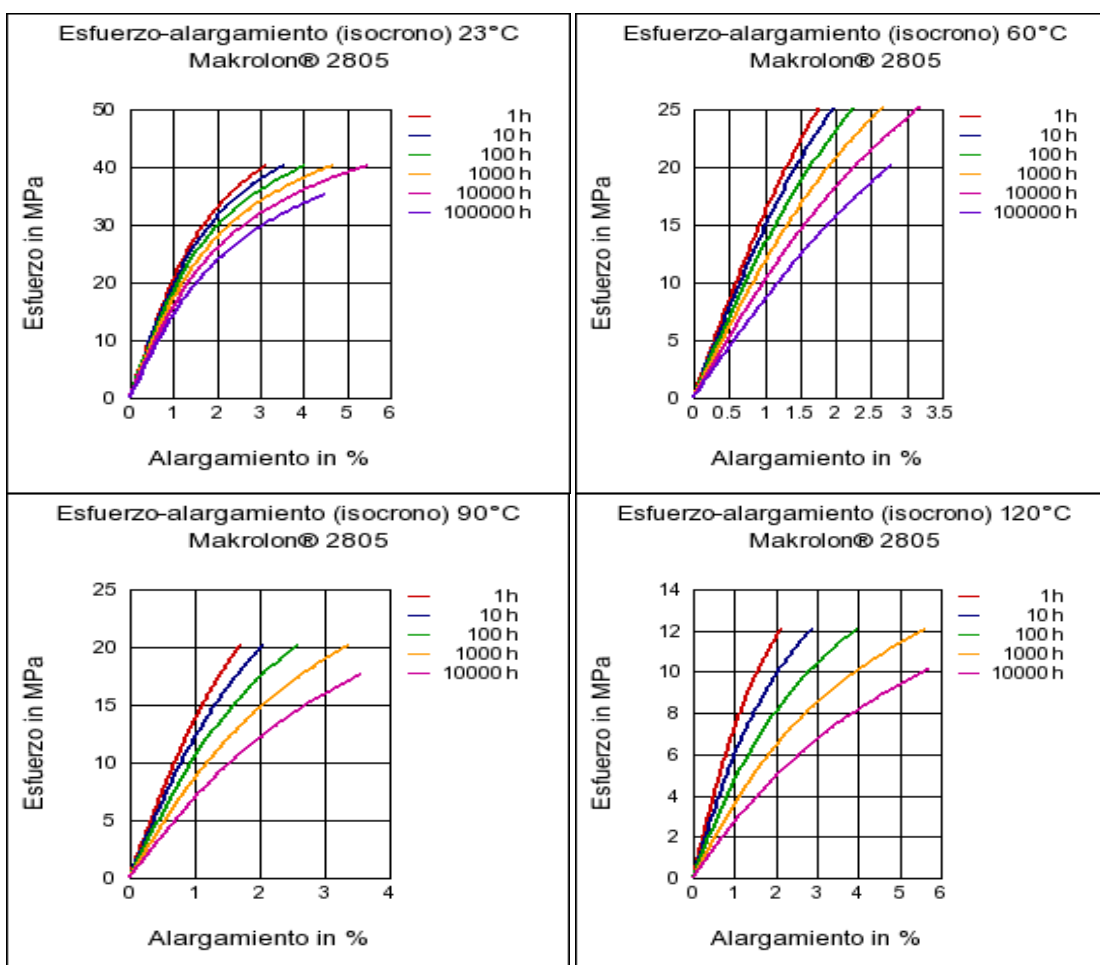 Esfuerzo-alargamiento (isocrono) 23°C
Makrolon® 2805
50
40
30
20
10
0
0 1 2 3 4 5 6
Esfuerzo in MPa
Alargamiento in %
1 h
10 h
100 h
1000 h
10000 h
100000 h
Esfuerzo-alargamiento (isocrono) 60°C
Makrolon® 2805
25
20
15
10
5
0
0 0.5 1 1.5 2 2.5 3 3.5
Esfuerzo in MPa
Alargamiento in %
1 h
10 h
100 h
1000 h
10000 h
100000 h
Esfuerzo-alargamiento (isocrono) 90°C
Makrolon® 2805
25
20
15
10
5
0
0 1 2 3 4
Esfuerzo in MPa
Alargamiento in %
1 h
10 h
100 h
1000 h
10000 h
Esfuerzo-alargamiento (isocrono) 120°C
Makrolon® 2805
14
12
10
8
6
4
2
0
0 1 2 3 4 5 6
Esfuerzo in MPa
Alargamiento in %
1 h
10 h
100 h
1000 h
10000 h